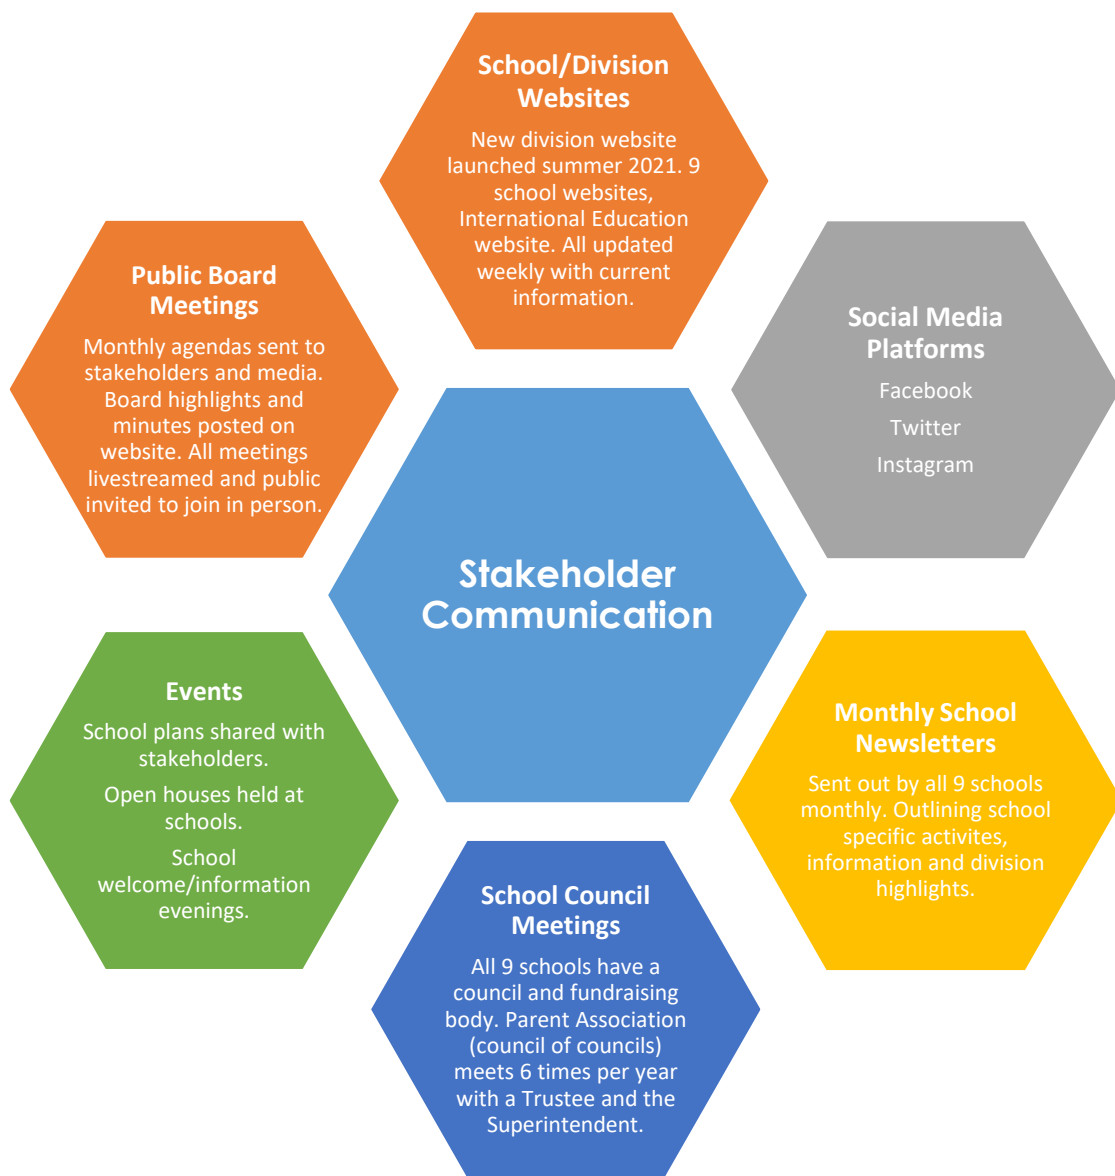 School/Division
Websites
New division website
launched summer 2021. 9
school websites,
International Education
website. All updated
weekly with current
information.
Public Board
Meetings
Monthly agendas sent to
stakeholders and media.
Board highlights and
minutes posted on
website. All meetings
livestreamed and public
invited to join in person.
Social Media
Platforms
Facebook
Twitter
Instagram
Stakeholder
Communication
Events
School plans shared with
stakeholders.
Open houses held at
schools.
School
welcome/information
evenings.
Monthly School
Newsletters
Sent out by all 9 schools
monthly. Outlining school
specific activites,
information and division
highlights.
School Council
Meetings
All 9 schools have a
council and fundraising
body. Parent Association
(council of councils)
meets 6 times per year
with a Trustee and the
Superintendent.